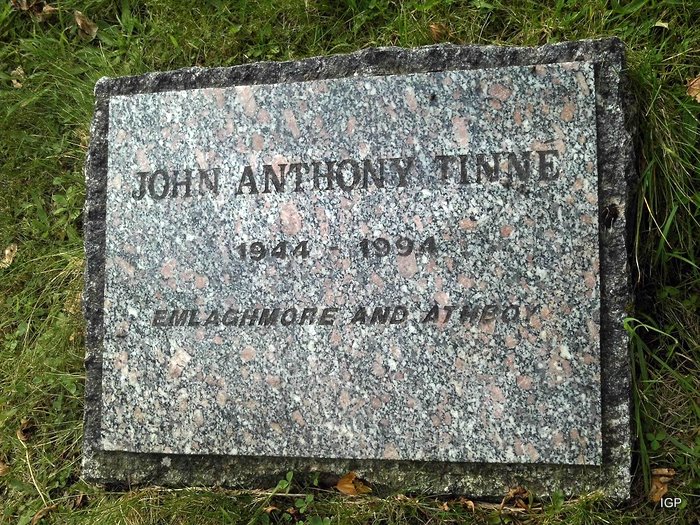 JOHN ANTHONY TINNE
1944 - 1994
EMLAGHMORE AND ATHBOY
IGP